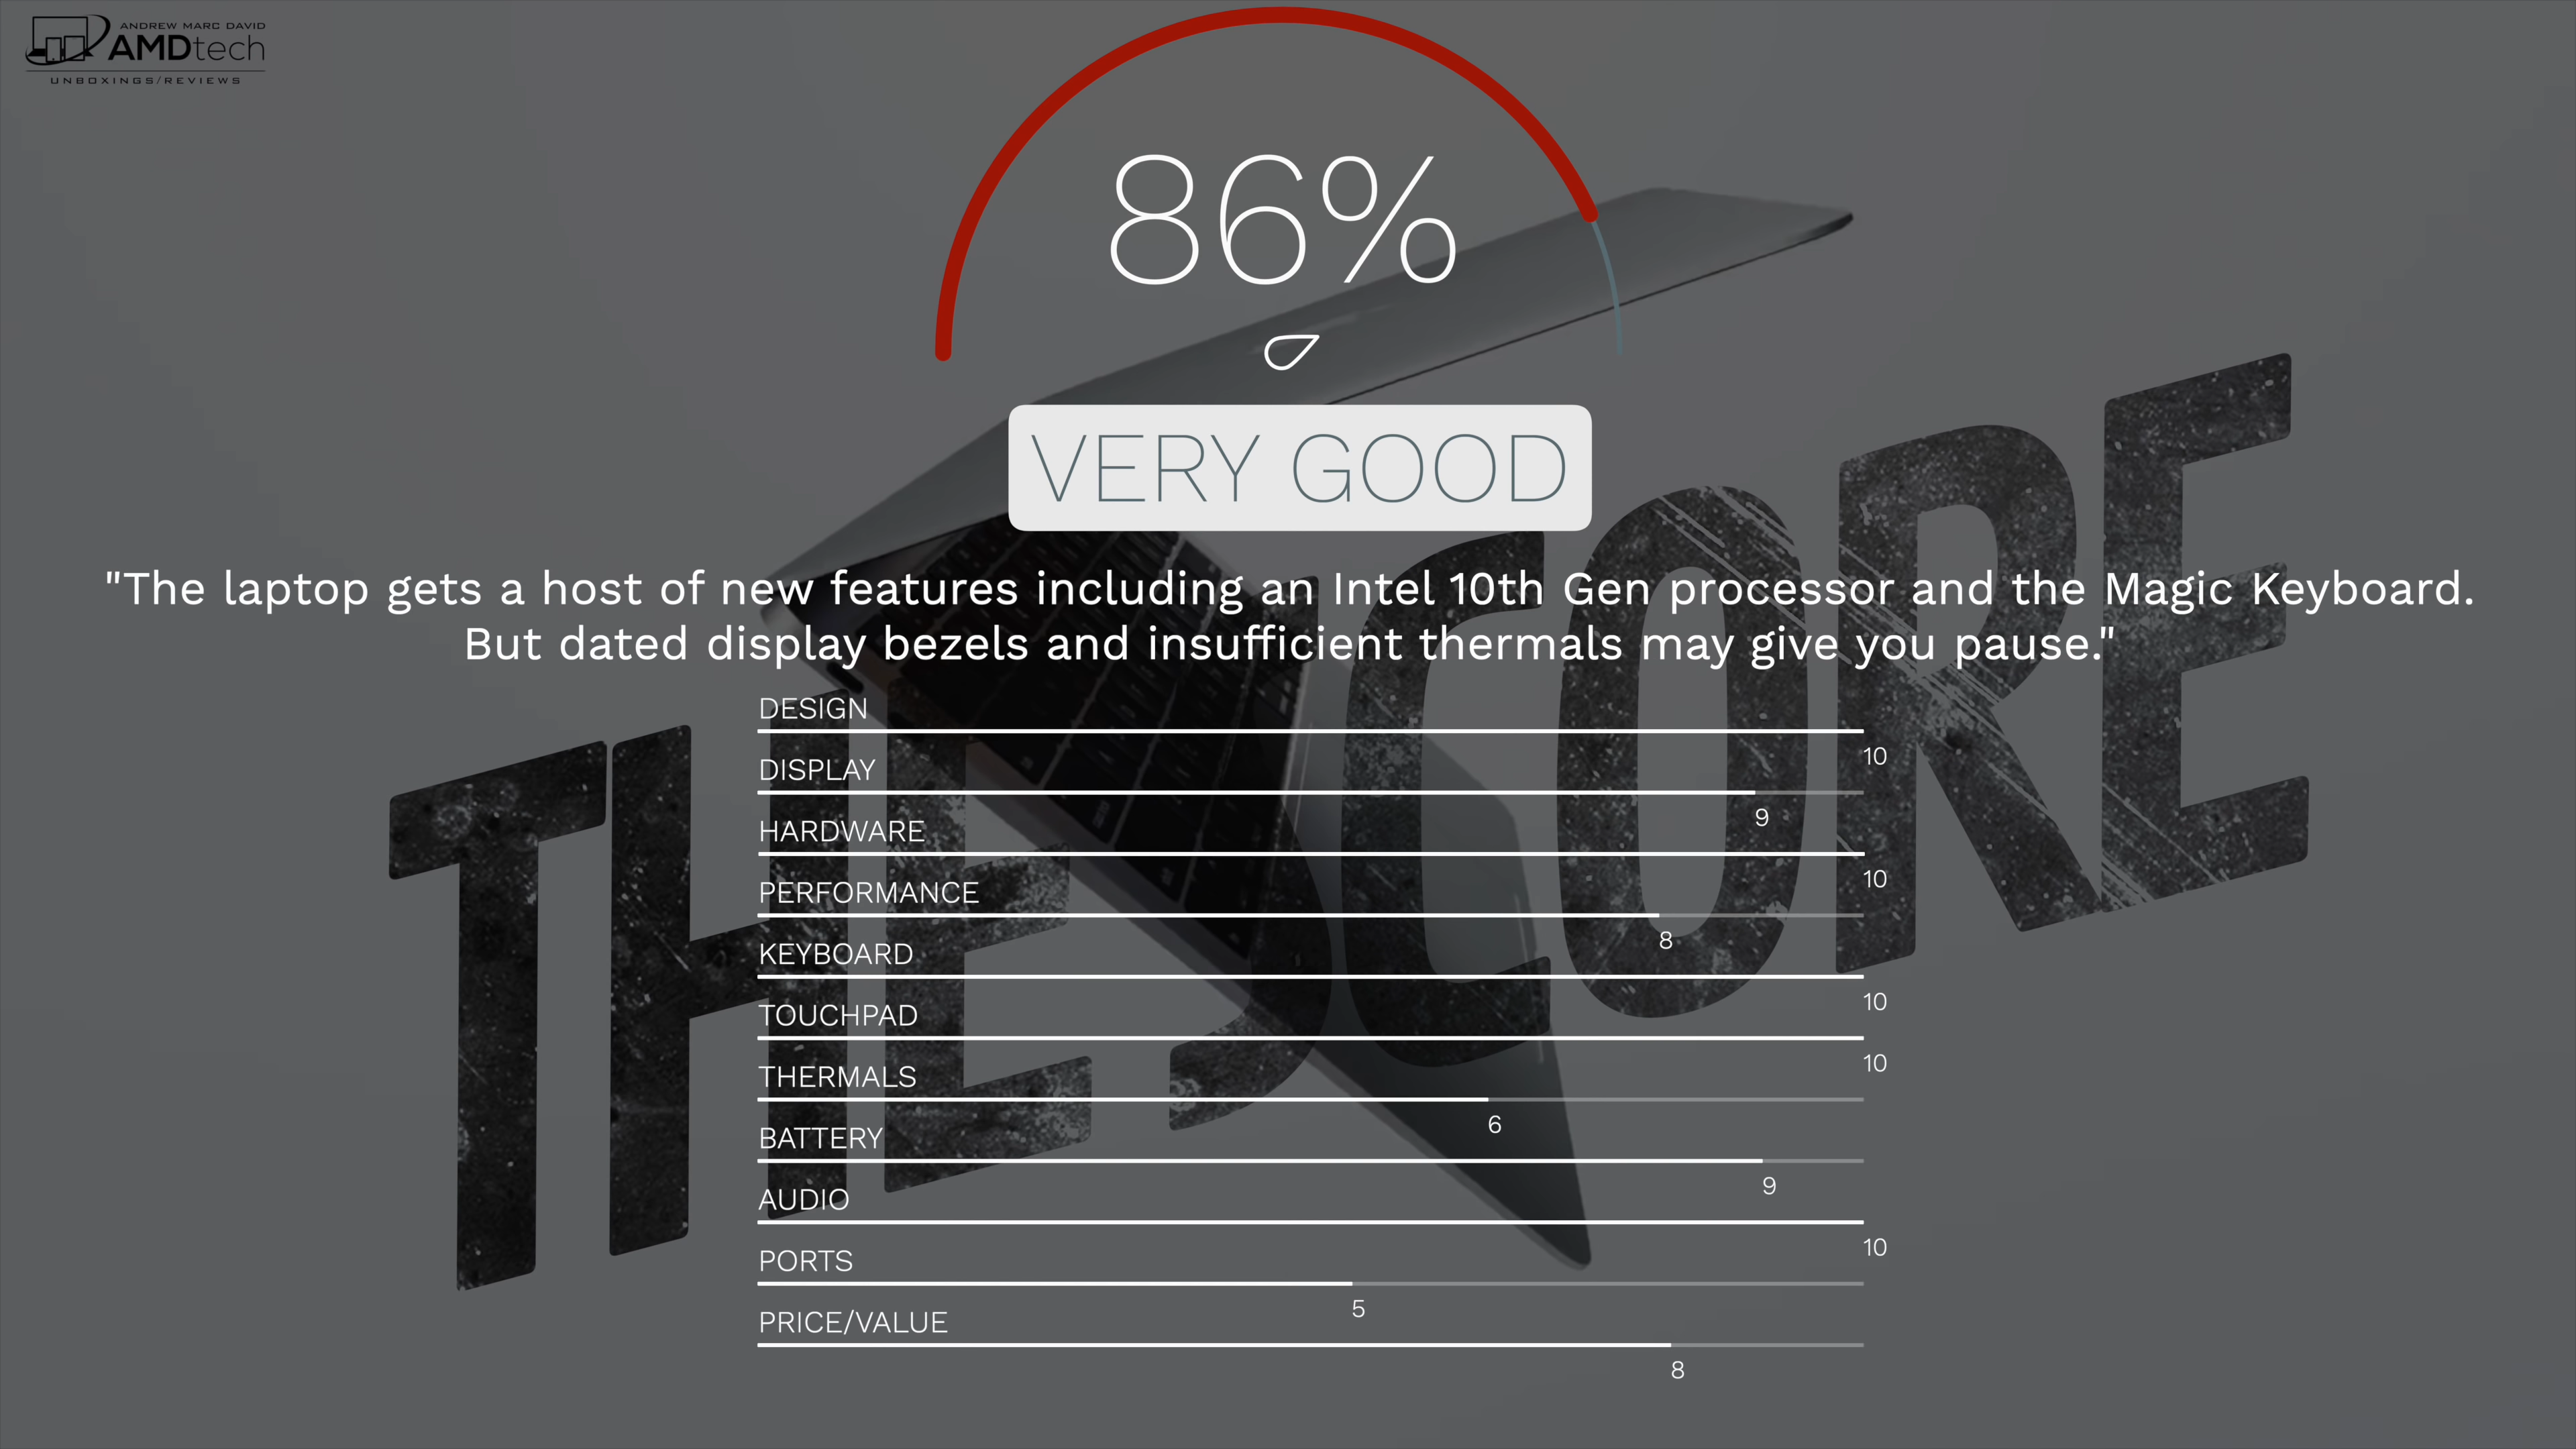 ANDREW MARC DAVID
AMDtech
UNBOXINGS/REVIEWS
86%
VERY GOOD
"The laptop gets a host of new features including an Intel 10th Gen processor and the Magic Keyboard.
But dated display bezels and insufficient thermals may give you pause."
THE SCORE
DESIGN
10
DISPLAY
9
HARDWARE
10
PERFORMANCE
8
KEYBOARD
10
TOUCHPAD
10
THERMALS
6
BATTERY
9
AUDIO
10
PORTS
5
PRICE/VALUE
8